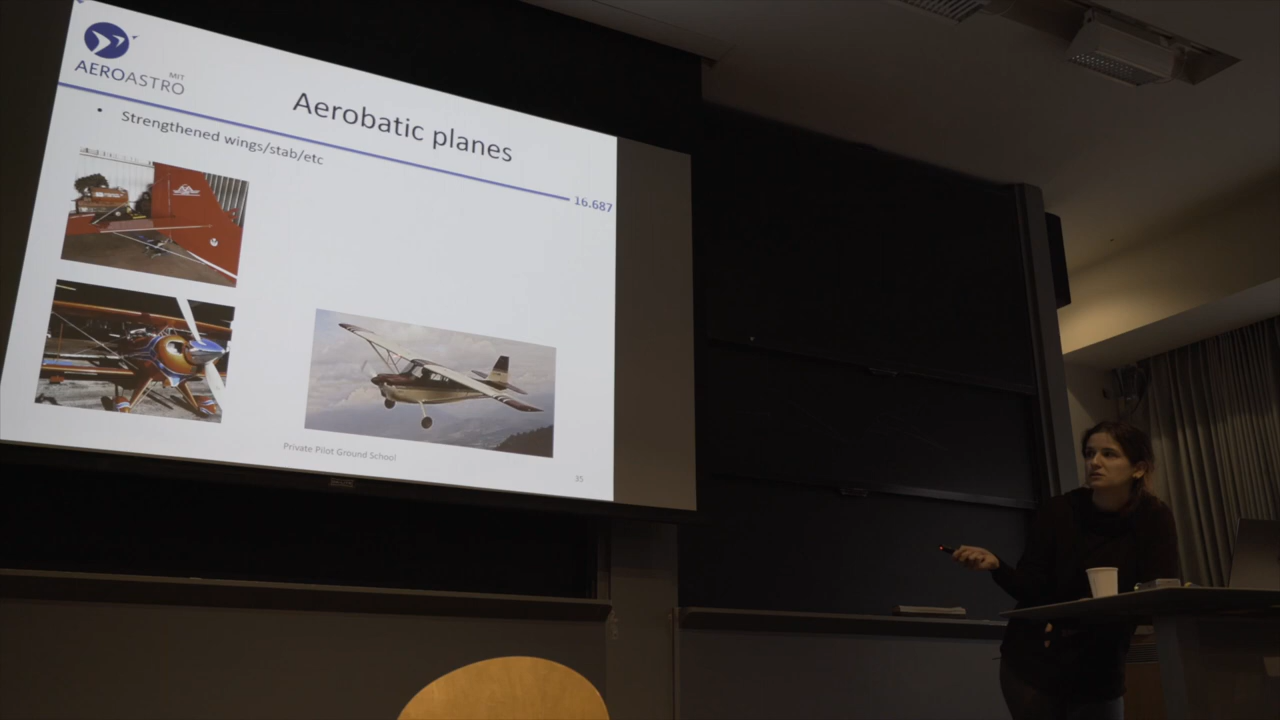 MIT
AEROASTRO
Aerobatic planes
• Strengthened wings/stab/etc
16.687
Private Pilot Ground School
35